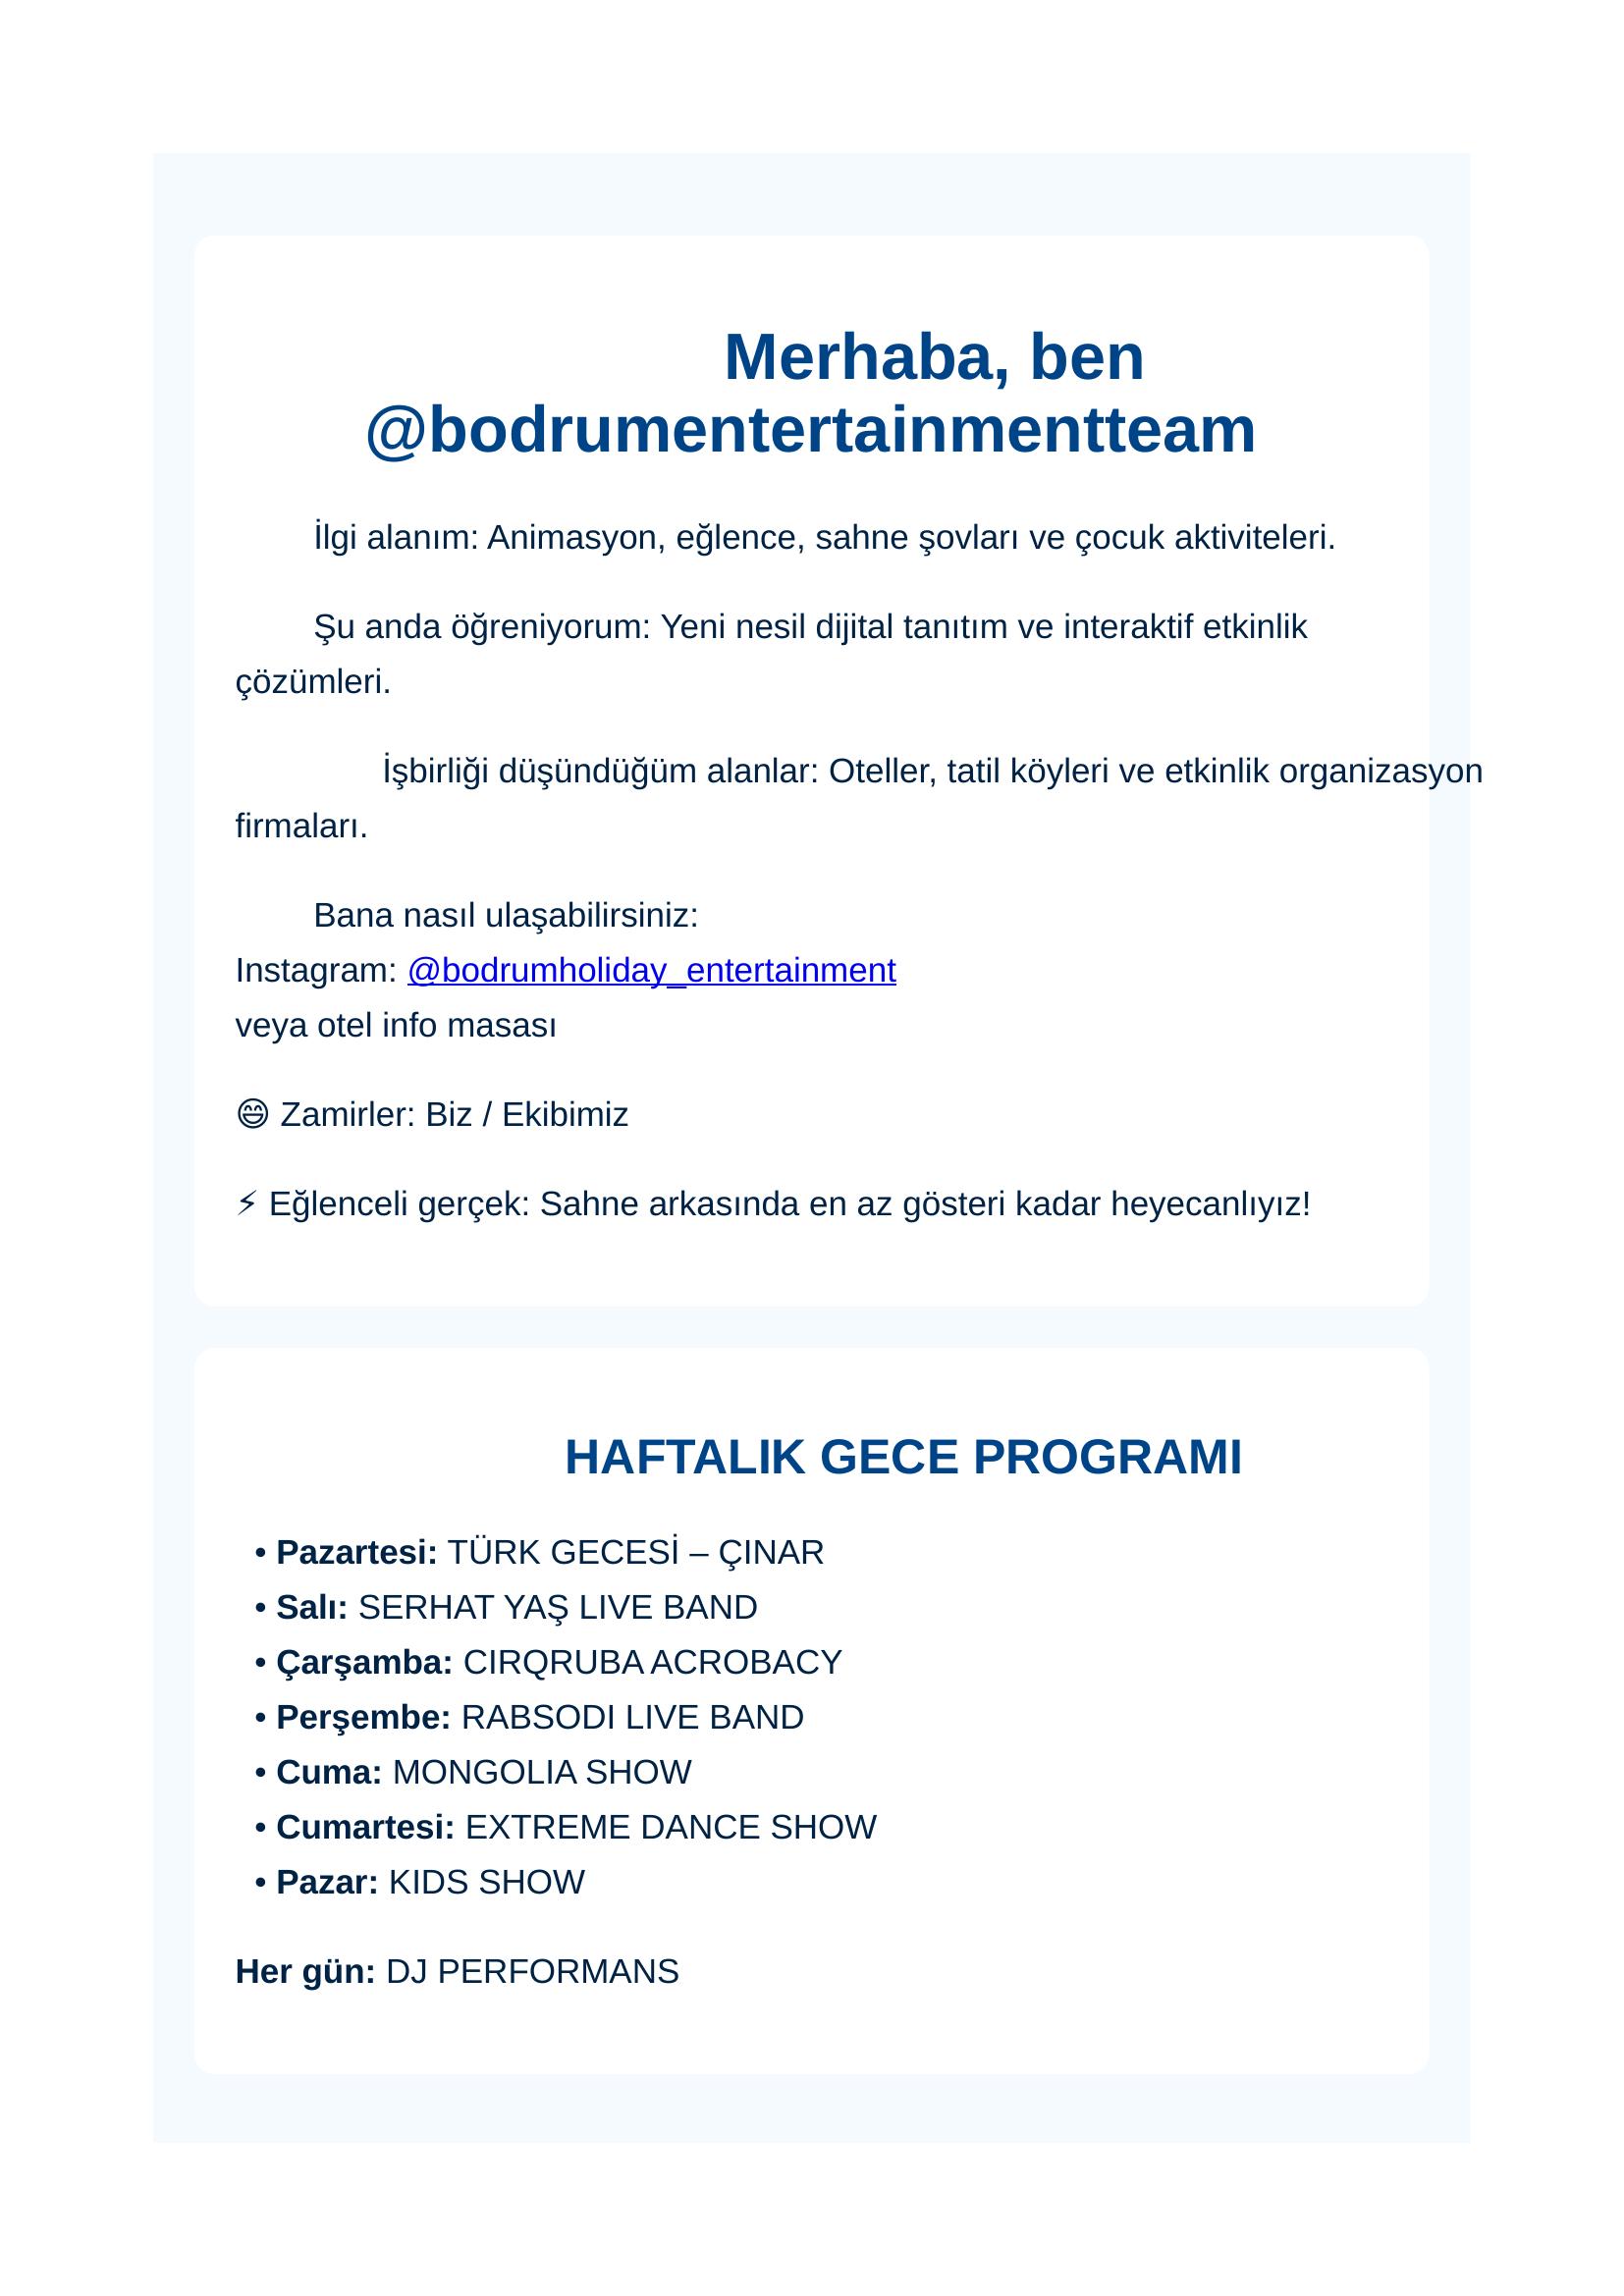 Merhaba, ben
@bodrumentertainmentteam
İlgi alanım: Animasyon, eğlence, sahne şovları ve çocuk aktiviteleri.
Şu anda öğreniyorum: Yeni nesil dijital tanıtım ve interaktif etkinlik
çözümleri.
İşbirliği düşündüğüm alanlar: Oteller, tatil köyleri ve etkinlik organizasyon
firmaları.
Bana nasıl ulaşabilirsiniz:
Instagram: @bodrumholiday_entertainment
veya otel info masası
😄 Zamirler: Biz / Ekibimiz
⚡ Eğlenceli gerçek: Sahne arkasında en az gösteri kadar heyecanlıyız!
HAFTALIK GECE PROGRAMI
• Pazartesi: TÜRK GECESİ – ÇINAR
• Salı: SERHAT YAŞ LIVE BAND
• Çarşamba: CIRQRUBA ACROBACY
• Perşembe: RABSODI LIVE BAND
• Cuma: MONGOLIA SHOW
• Cumartesi: EXTREME DANCE SHOW
• Pazar: KIDS SHOW
Her gün: DJ PERFORMANS